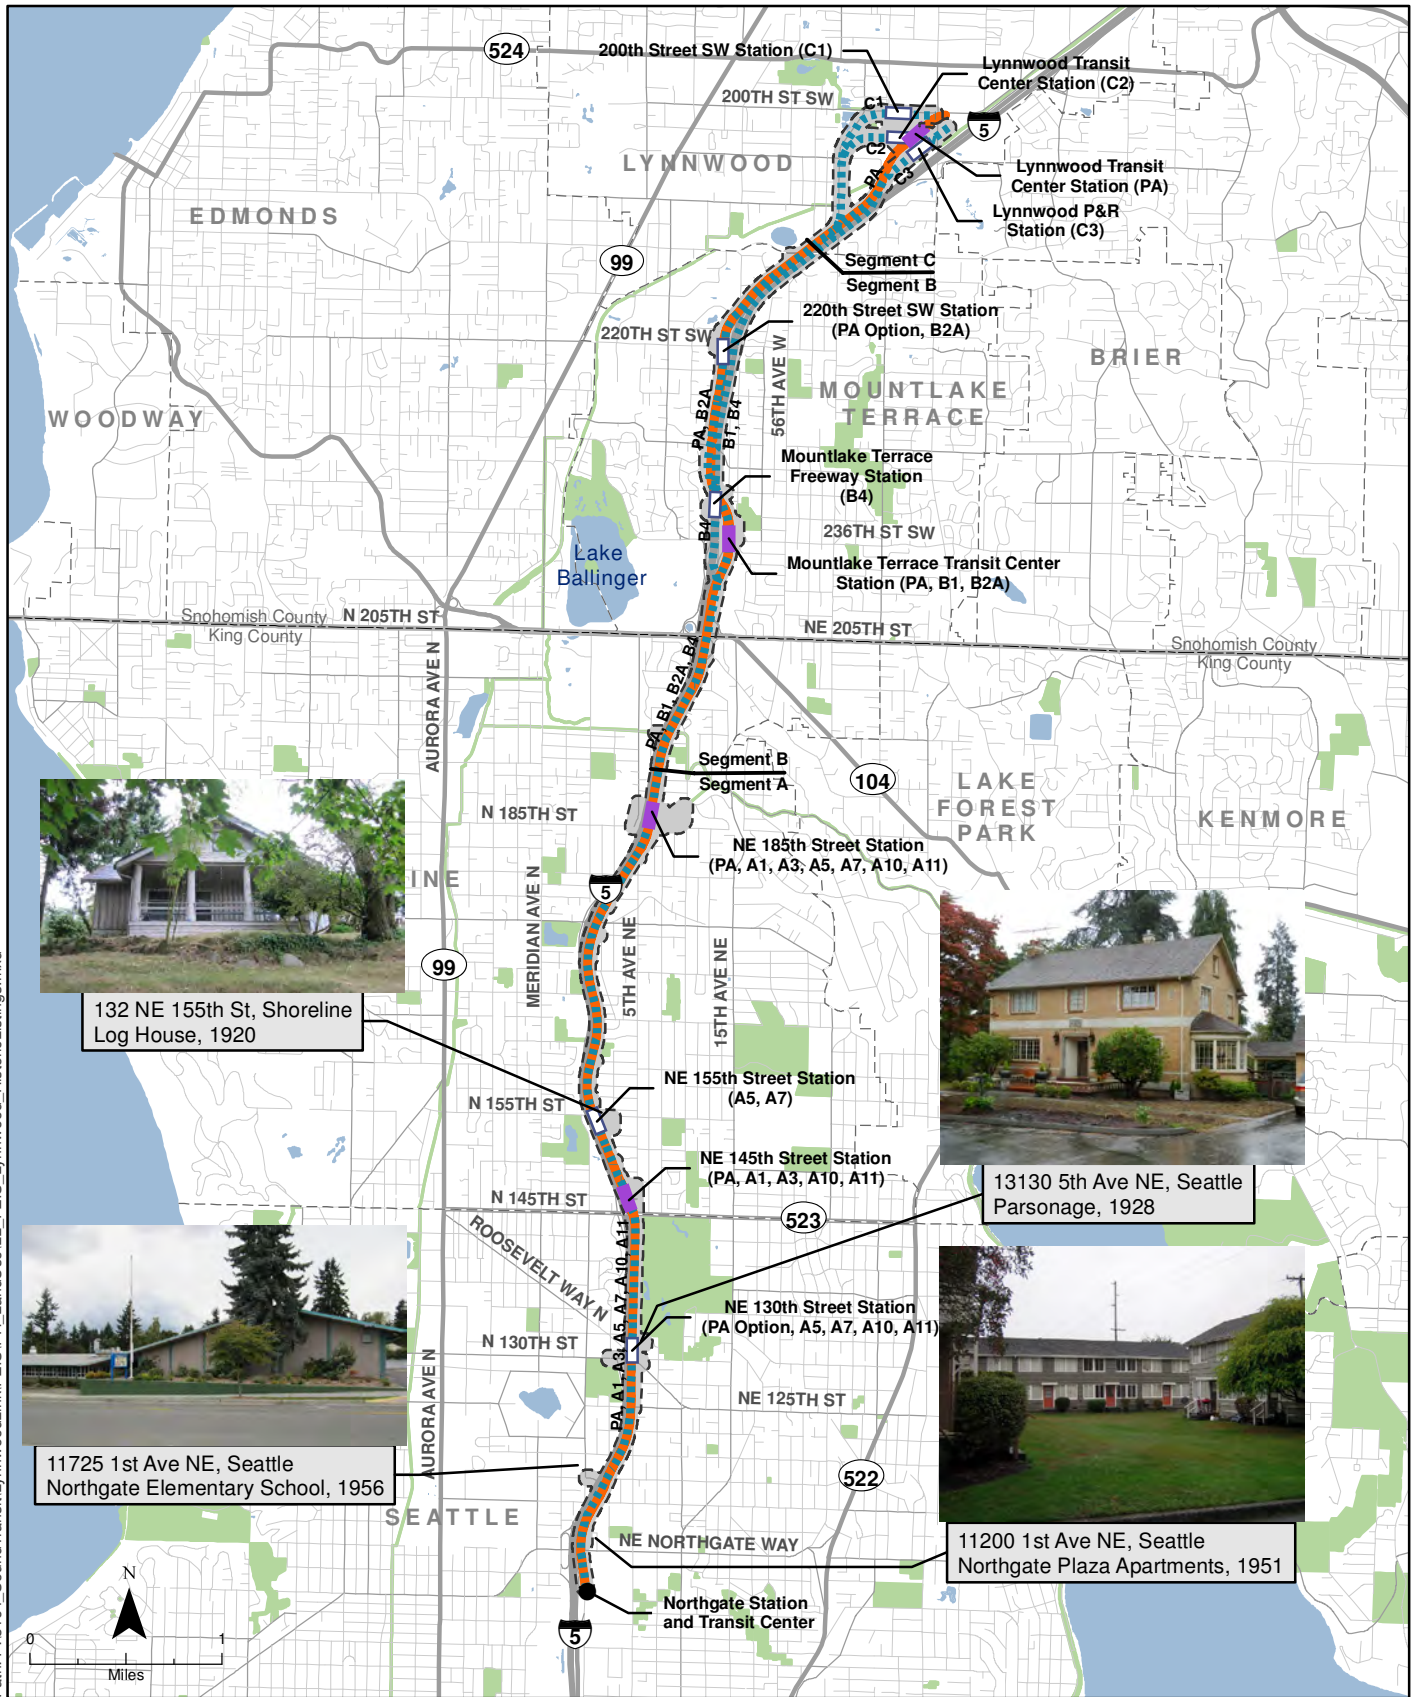 524
200th Street SW Station (C1)
Lynnwood Transit
Center Station (C2)
200TH ST SW
C1
5
C2
LYNNWOOD
PA
C3
Lynnwood Transit
Center Station (PA)
EDMONDS
Lynnwood P&R
Station (C3)
99
Segment C
Segment B
220th Street SW Station
(PA Option, B2A)
220TH ST SW
56TH AVE W
BRIER
MOUNTLAKE
TERRACE
WOODWAY
PA, B2A
B1, B4
Mountlake Terrace
Freeway Station
(B4)
B4
236TH ST SW
Lake
Ballinger
Mountlake Terrace Transit Center
Station (PA, B1, B2A)
Snohomish County
King County
N 205TH ST
NE 205TH ST
Snohomish County
King County
AURORA AVE N
PA, B1, B2A, B4
Segment B
Segment A
104
LAKE
FOREST
PARK
KENMORE
N 185TH ST
NE 185th Street Station
(PA, A1, A3, A5, A7, A10, A11)
INE
5
MERIDIAN AVE N
5TH AVE NE
15TH AVE NE
99
132 NE 155th St, Shoreline
Log House, 1920
NE 155th Street Station
(A5, A7)
N 155TH ST
NE 145th Street Station
(PA, A1, A3, A10, A11)
13130 5th Ave NE, Seattle
Parsonage, 1928
N 145TH ST
523
ROOSEVELT WAY N
PA, A1, A3, A5, A7, A10, A11
NE 130th Street Station
(PA Option, A5, A7, A10, A11)
N 130TH ST
NE 125TH ST
AURORA AVE N
11725 1st Ave NE, Seattle
Northgate Elementary School, 1956
522
SEATTLE
NE NORTHGATE WAY
11200 1st Ave NE, Seattle
Northgate Plaza Apartments, 1951
N
Northgate Station
and Transit Center
5
0 1
Miles